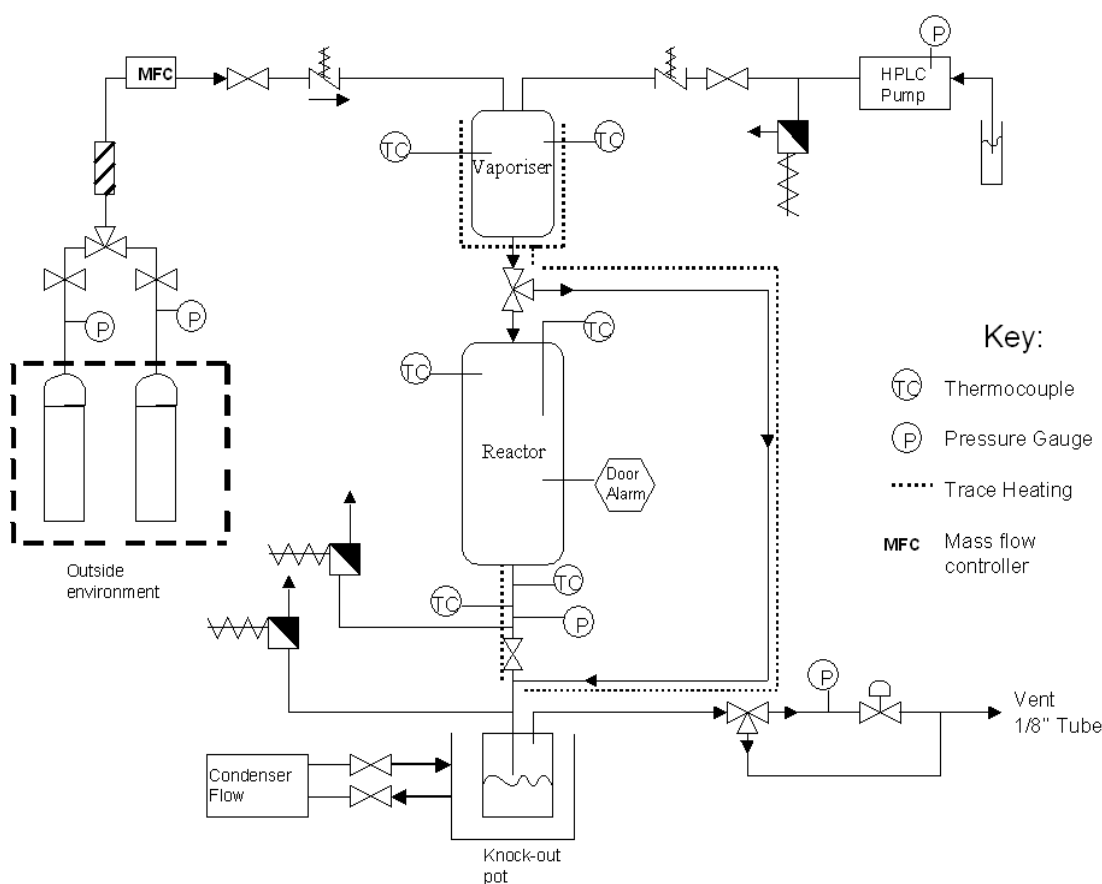 P
MFC
HPLC
Pump
TC
Vaporiser
TC
P
P
TC
TC
Reactor
Door
Alarm
Outside
environment
TC
TC
P
Key:
TC Thermocouple
P Pressure Gauge
Trace Heating
MFC Mass flow
controller
P
Vent
1/8" Tube
Condenser
Flow
Knock-out
pot